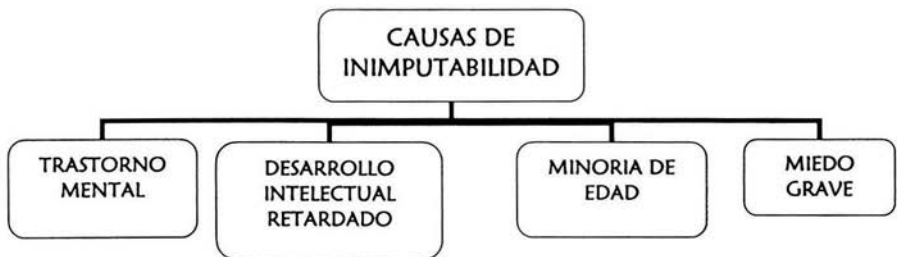 CAUSAS DE
INIMPUTABILIDAD
TRASTORNO
MENTAL
DESARROLLO
INTELECTUAL
RETARDADO
MINORIA DE
EDAD
MIEDO
GRAVE